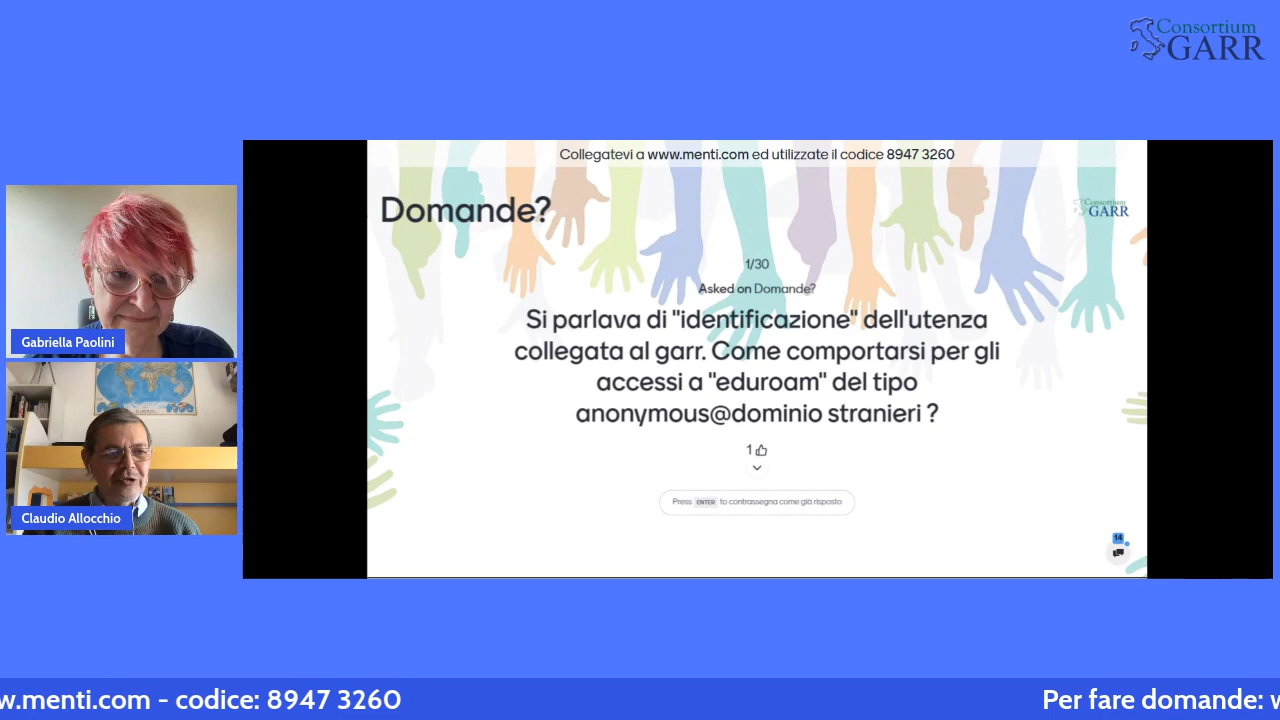 Consortium
GARR
Collegatevi a www.menti.com ed utilizzate il codice 8947 3260
Domande?
Consortium
GARR
1/30
Asked on Domande?
Si parlava di "identificazione" dell'utenza
collegata al garr. Come comportarsi per gli
accessi a "eduroam" del tipo
anonymous@dominio stranieri ?
1
Press ENTER to contrassegna come già risposto
14
Gabriella Paolini
Claudio Allocchio
w.menti.com - codice: 8947 3260
Per fare domande: w